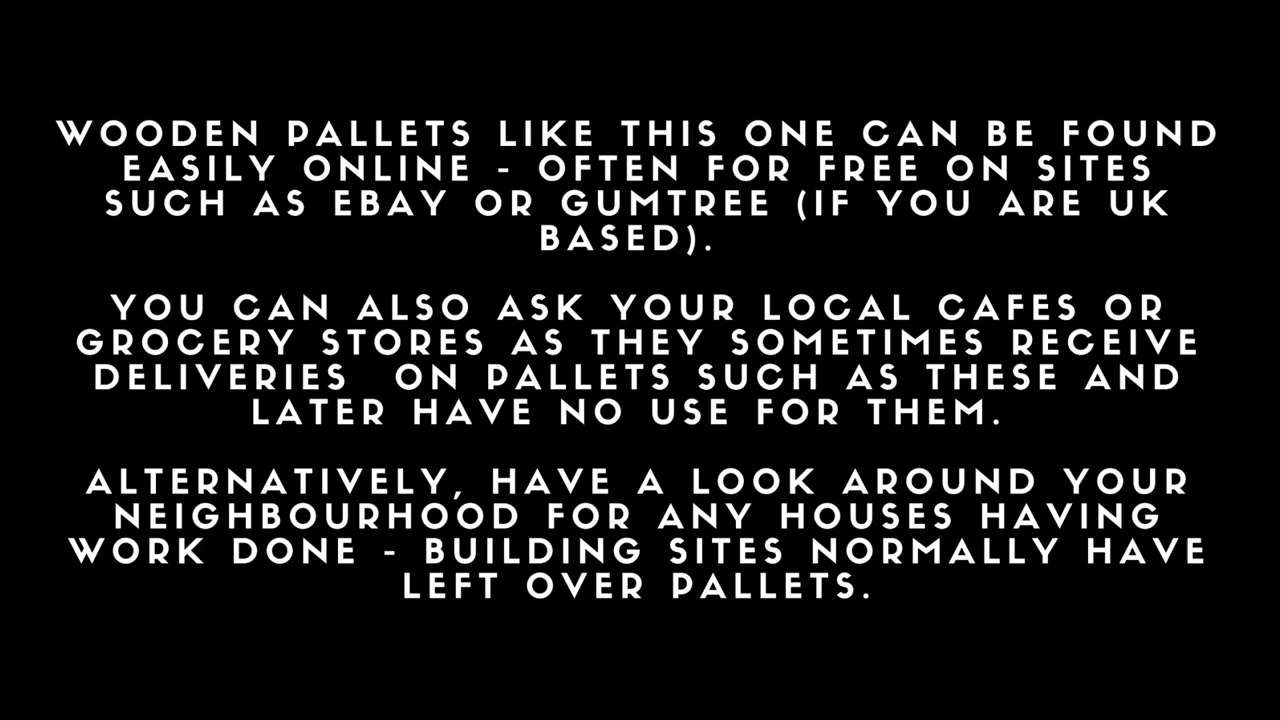 WOODEN PALLETS LIKE THIS ONE CAN BE FOUND
EASILY ONLINE - OFTEN FOR FREE ON SITES
SUCH AS EBAY OR GUMTREE (IF YOU ARE UK
BASED).
YOU CAN ALSO ASK YOUR LOCAL CAFES OR
GROCERY STORES AS THEY SOMETIMES RECEIVE
DELIVERIES  ON PALLETS SUCH AS THESE AND
LATER HAVE NO USE FOR THEM.
ALTERNATIVELY, HAVE A LOOK AROUND YOUR
NEIGHBOURHOOD FOR ANY HOUSES HAVING
WORK DONE - BUILDING SITES NORMALLY HAVE
LEFT OVER PALLETS.